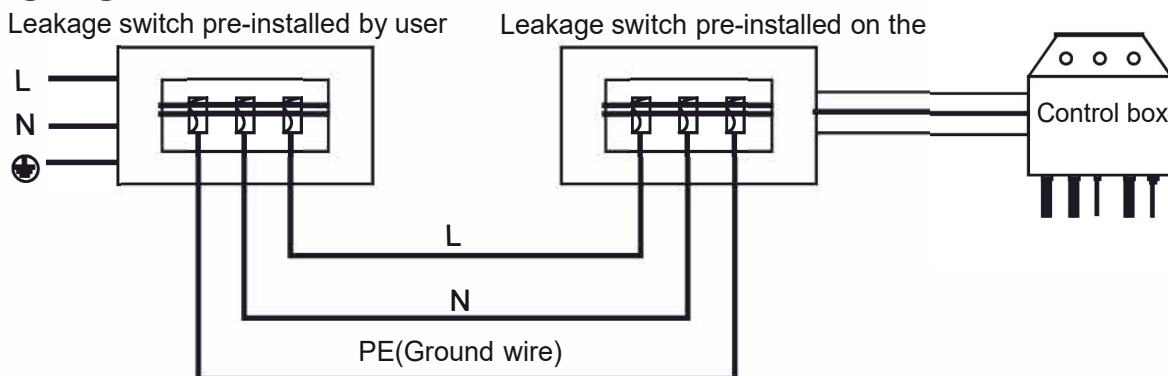 Leakage switch pre-installed by user
Leakage switch pre-installed on the
L
N
Control box
L
N
PE(Ground wire)